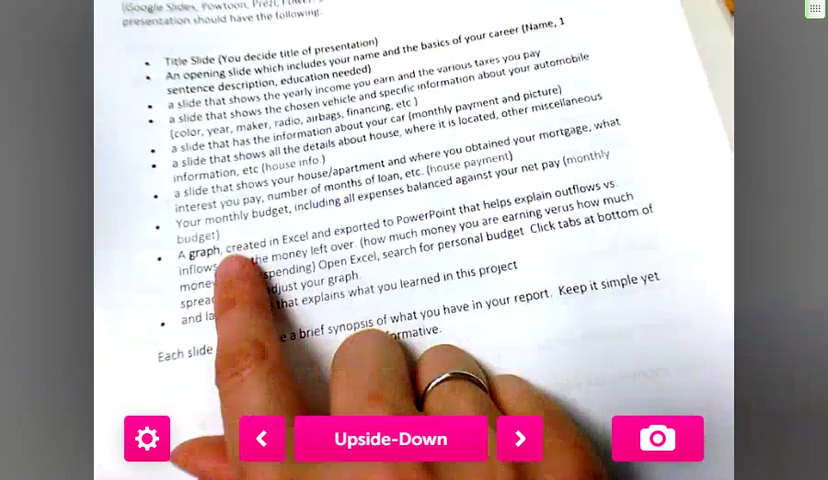 (Google Slides, Powtoon, Prezi, Power
presentation should have the following:
• Title Slide (You decide title of presentation)
• An opening slide which includes your name and the basics of your career (Name, 1
sentence description, education needed)
• a slide that shows the yearly income you earn and the various taxes you pay
• a slide that shows the chosen vehicle and specific information about your automobile
(color, year, maker, radio, airbags, financing, etc )
• a slide that has the information about your car (monthly payment and picture)
• a slide that shows all the details about house, where it is located, other miscellaneous
information, etc (house info.)
• a slide that shows your house/apartment and where you obtained your mortgage, what
interest you pay, number of months of loan, etc. (house payment)
• Your monthly budget, including all expenses balanced against your net pay (monthly
budget)
• A graph, created in Excel and exported to PowerPoint that helps explain outflows vs.
inflows the money left over. (how much money you are earning verus how much
money spending) Open Excel, search for personal budget. Click tabs at bottom of
adjust your graph.
• and that explains what you learned in this project
Each slide a brief synopsis of what you have in your report. Keep it simple yet
Upside-Down